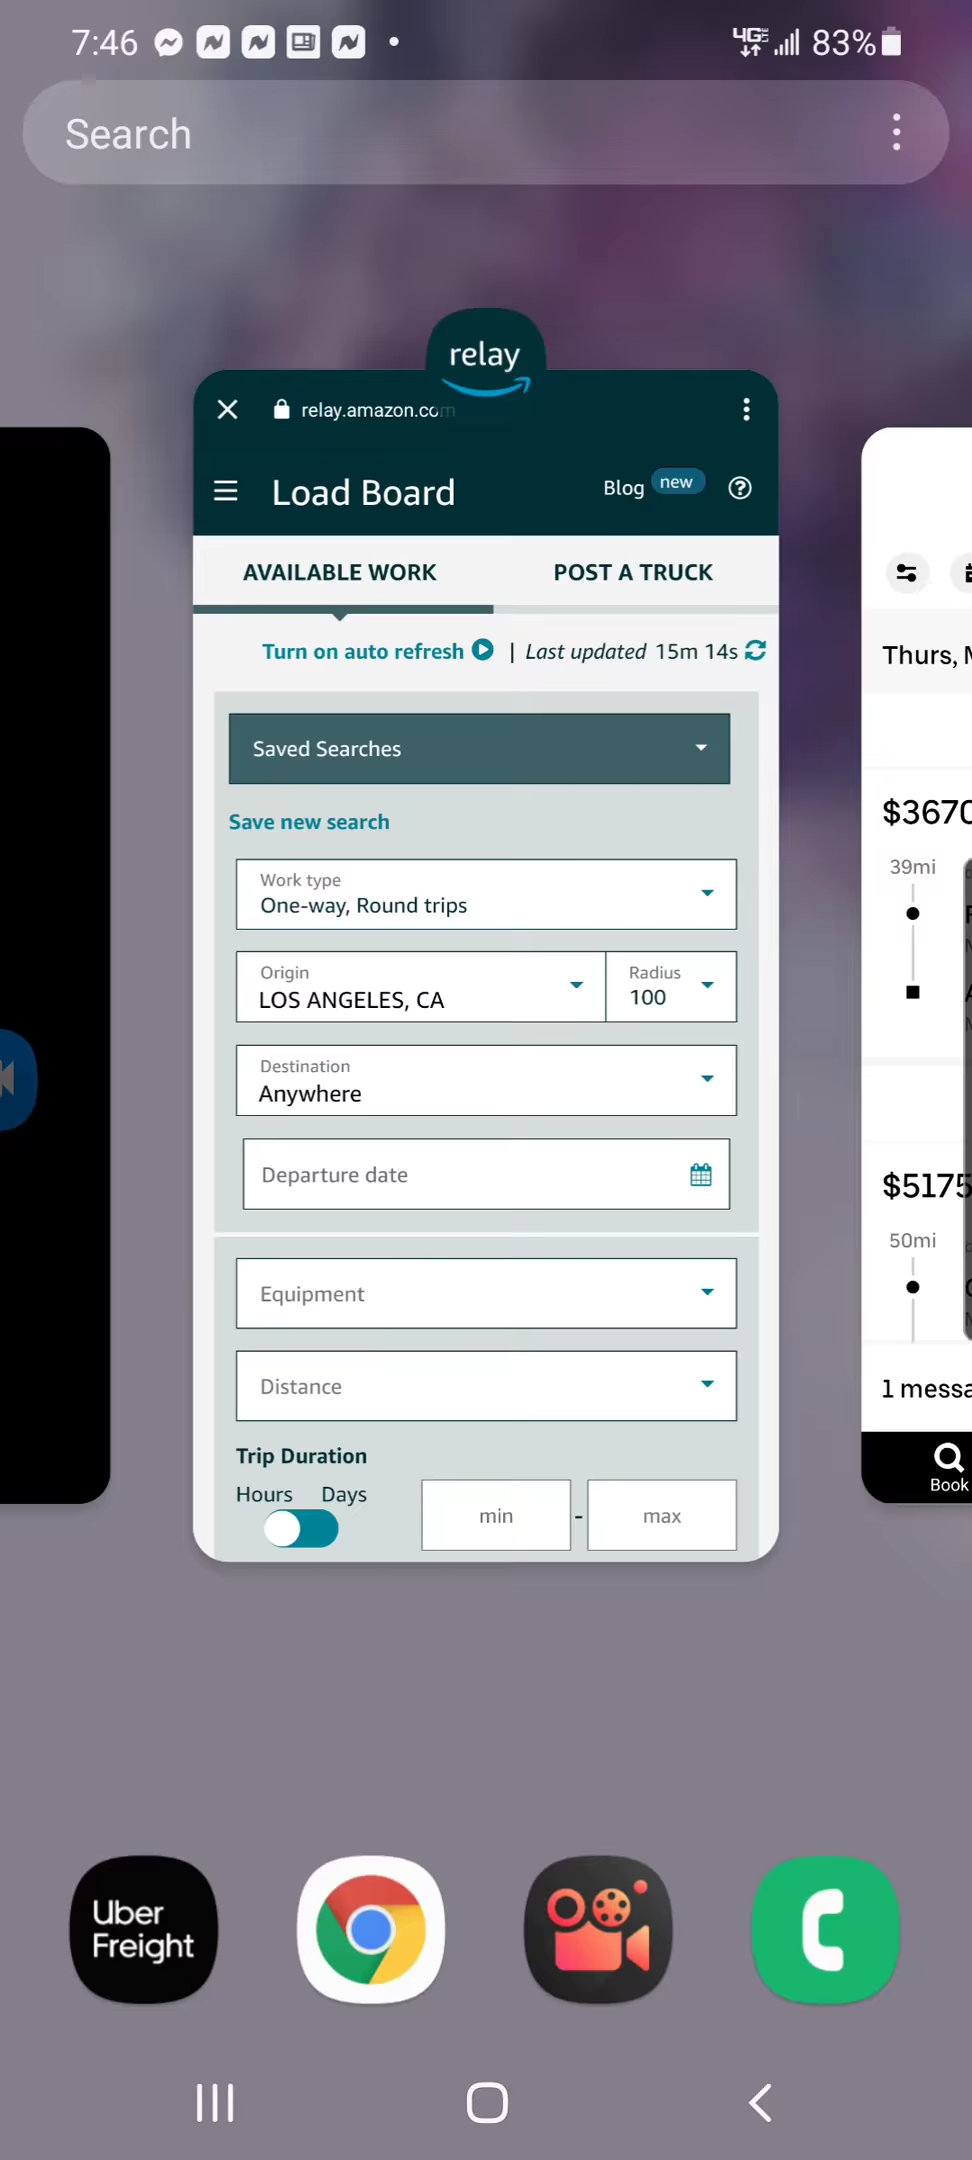 7:46
4G LTE 83%
Search
relay
relay.amazon.com
Load Board
Blog new
AVAILABLE WORK
POST A TRUCK
Turn on auto refresh | Last updated 15m 14s
Saved Searches
Save new search
Work type
One-way, Round trips
Origin
LOS ANGELES, CA
Radius
100
Destination
Anywhere
Departure date
Equipment
Distance
Trip Duration
Hours Days
min - max
Thurs, M
$3670
39mi
$5175
50mi
1 messa
Book
Uber
Freight